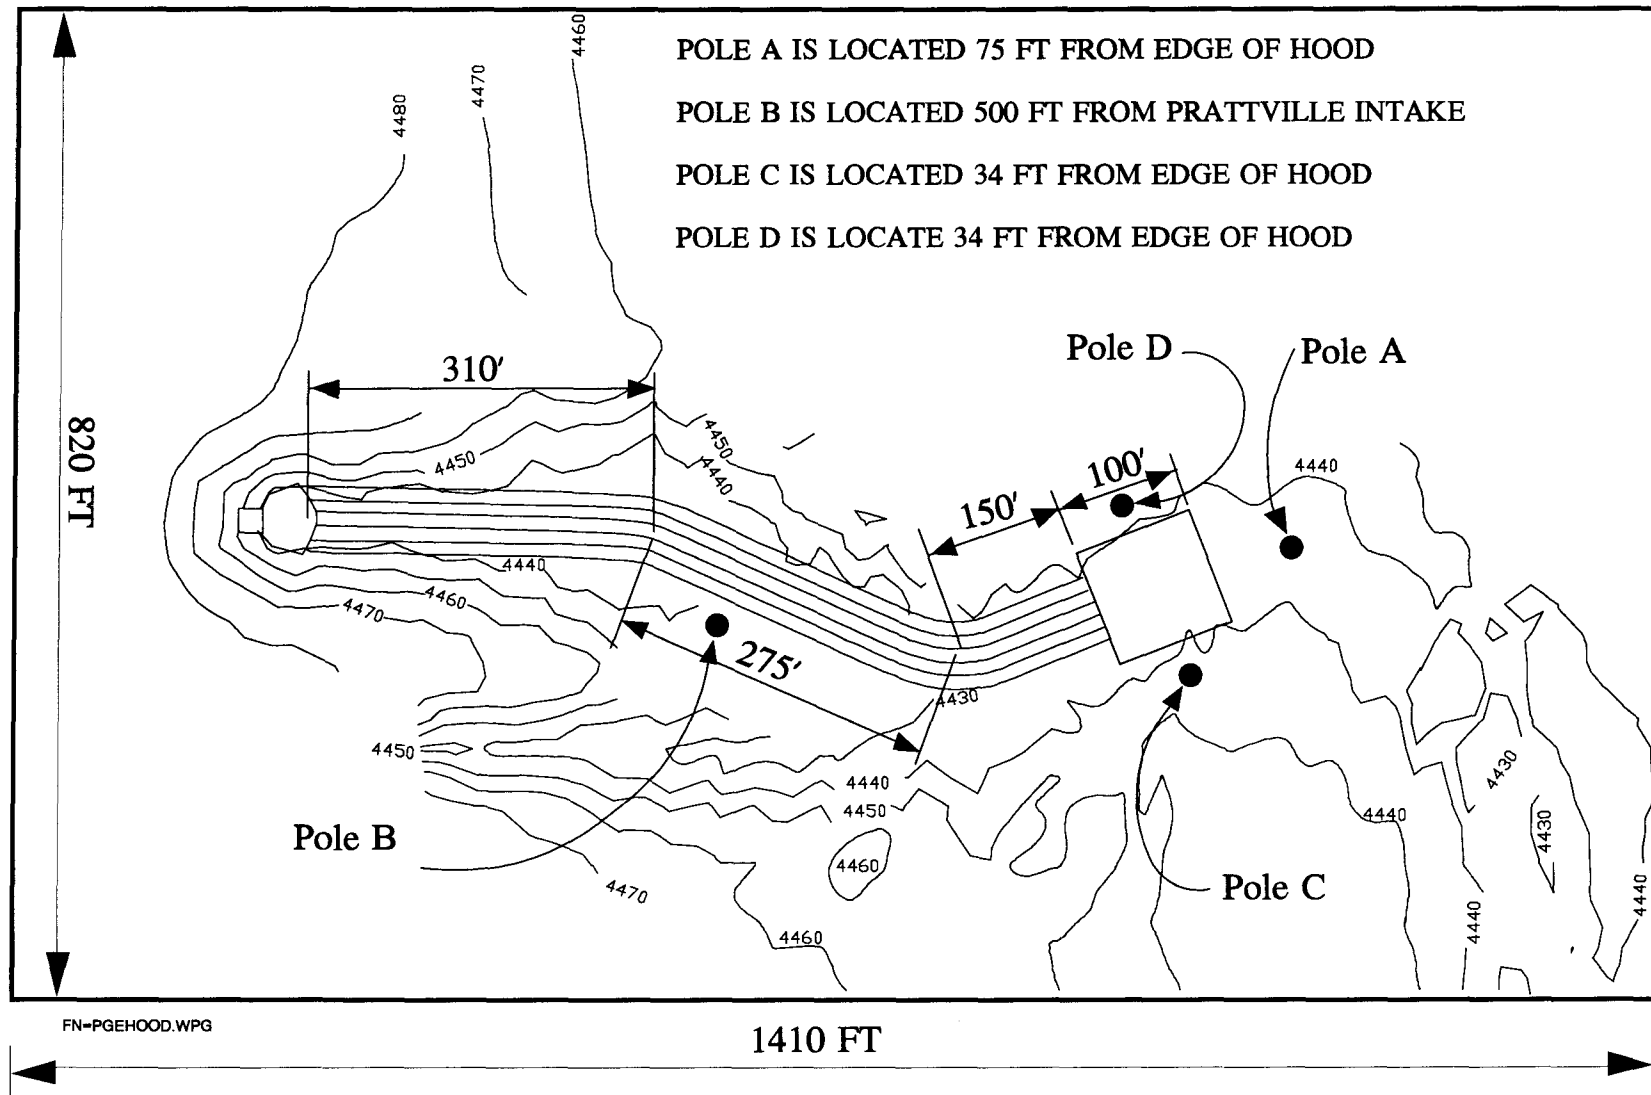 4460
POLE A IS LOCATED 75 FT FROM EDGE OF HOOD
4470
4480
POLE B IS LOCATED 500 FT FROM PRATTVILLE INTAKE
POLE C IS LOCATED 34 FT FROM EDGE OF HOOD
POLE D IS LOCATE 34 FT FROM EDGE OF HOOD
Pole D
Pole A
310'
820 FT
4450
4450
4440
100'
4440
150'
4440
4460
4470
275'
4430
4450
4440
4450
4430
4440
4430
Pole B
4460
4470
Pole C
4440
4440
4460
FN=PGEHOOD.WPG
1410 FT